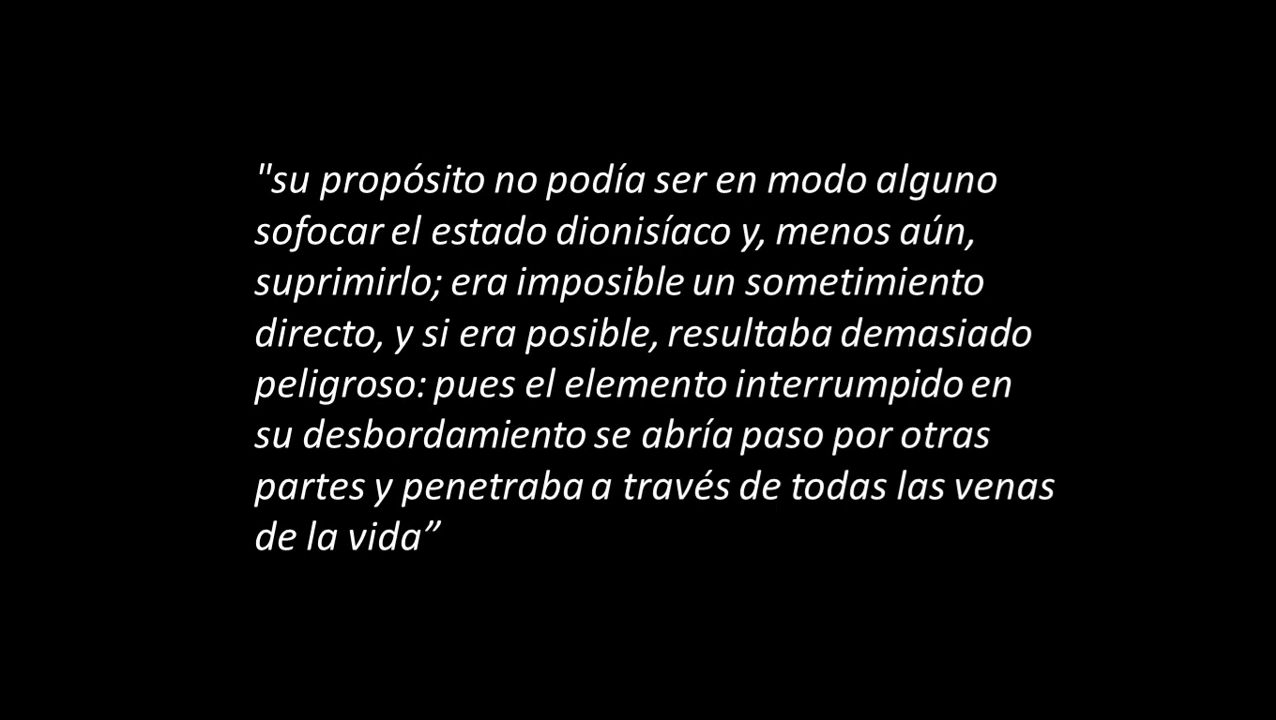 "su propósito no podía ser en modo alguno
sofocar el estado dionisíaco y, menos aún,
suprimirlo; era imposible un sometimiento
directo, y si era posible, resultaba demasiado
peligroso: pues el elemento interrumpido en
su desbordamiento se abría paso por otras
partes y penetraba a través de todas las venas
de la vida”